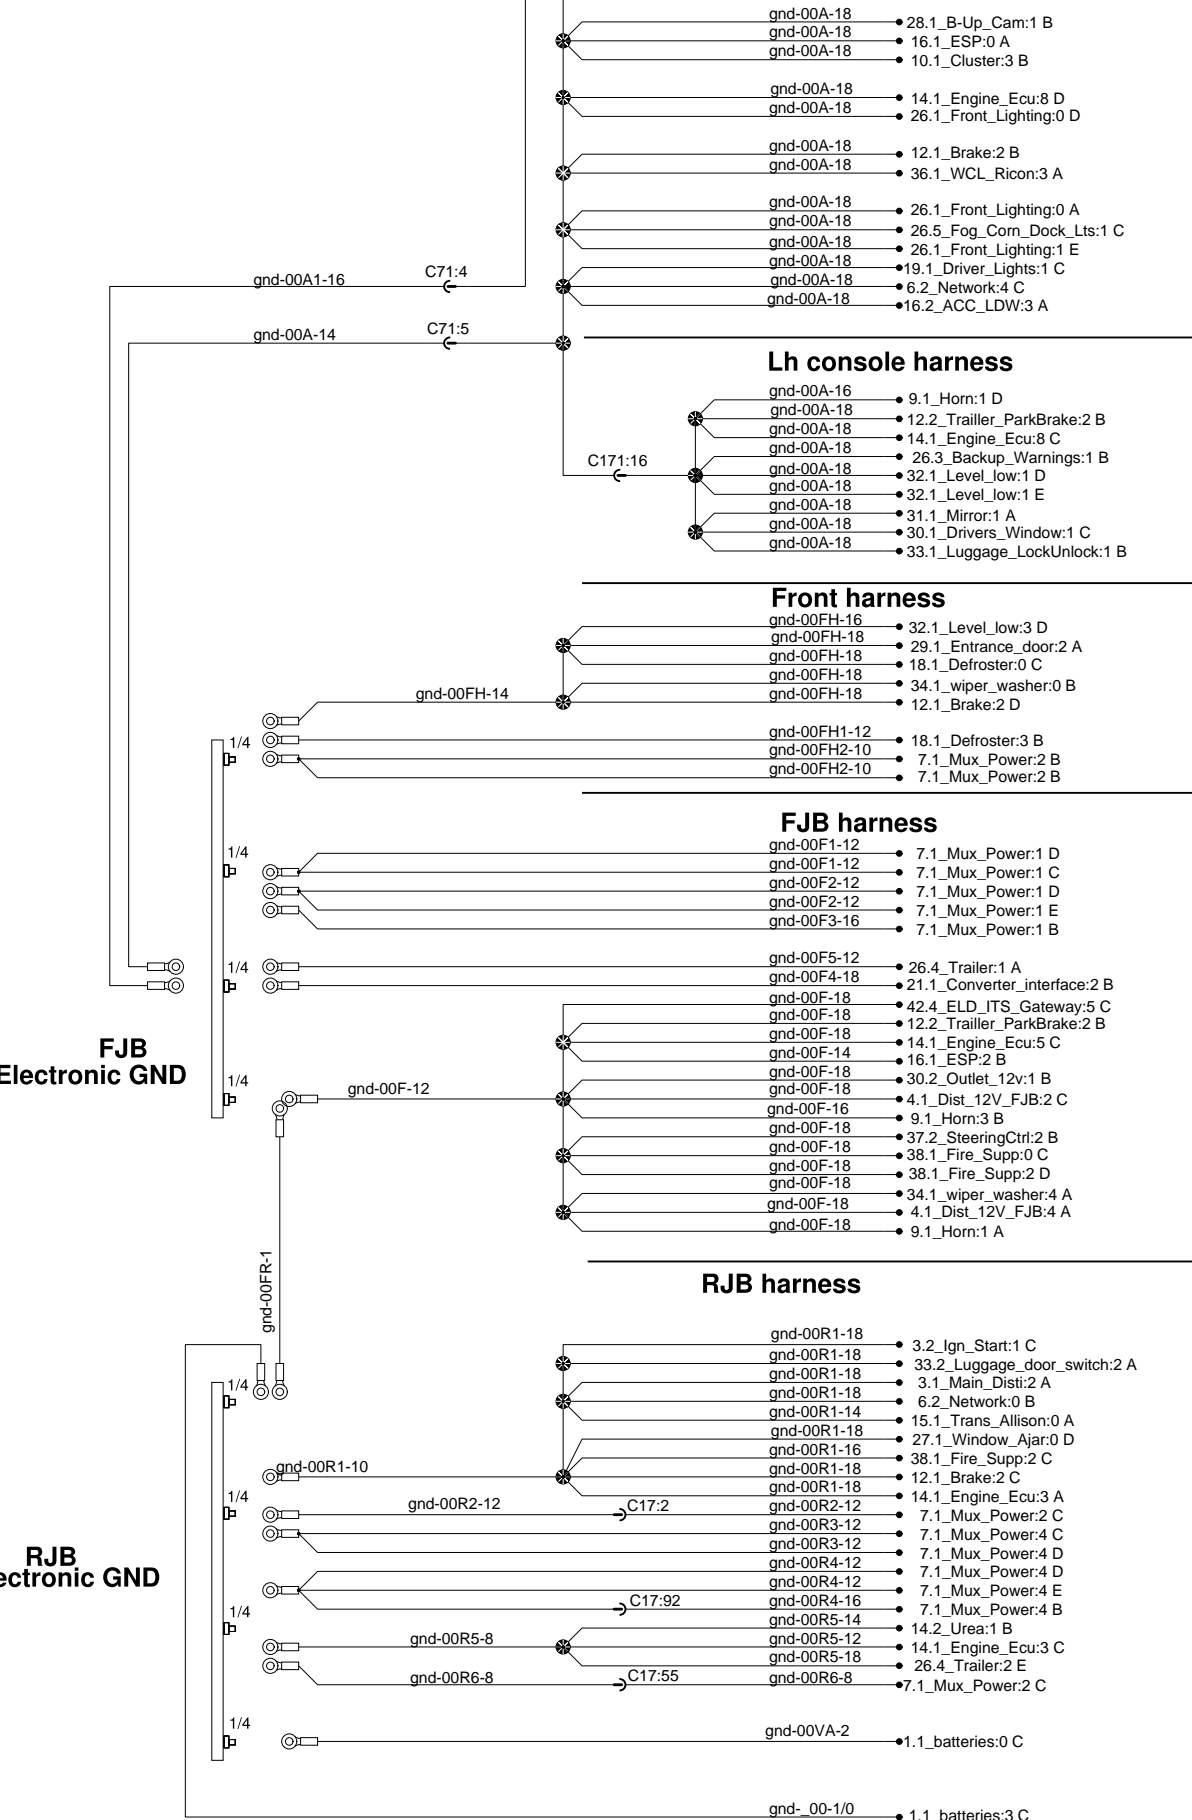 gnd-00A-18 28.1_B-Up_Cam:1 B
gnd-00A-18 16.1_ESP:0 A
gnd-00A-18 10.1_Cluster:3 B
gnd-00A-18 14.1_Engine_Ecu:8 D
gnd-00A-18 26.1_Front_Lighting:0 D
gnd-00A-18 12.1_Brake:2 B
gnd-00A-18 36.1_WCL_Ricon:3 A
gnd-00A-18 26.1_Front_Lighting:0 A
gnd-00A-18 26.5_Fog_Corn_Dock_Lts:1 C
gnd-00A-18 26.1_Front_Lighting:1 E
gnd-00A-18 19.1_Driver_Lights:1 C
gnd-00A1-16 C71:4 gnd-00A-18 6.2_Network:4 C
gnd-00A-18 16.2_ACC_LDW:3 A
gnd-00A-14 C71:5
Lh console harness
gnd-00A-16 9.1_Horn:1 D
gnd-00A-18 12.2_Trailler_ParkBrake:2 B
gnd-00A-18 14.1_Engine_Ecu:8 C
gnd-00A-18 26.3_Backup_Warnings:1 B
C171:16 gnd-00A-18 32.1_Level_low:1 D
gnd-00A-18 32.1_Level_low:1 E
gnd-00A-18 31.1_Mirror:1 A
gnd-00A-18 30.1_Drivers_Window:1 C
gnd-00A-18 33.1_Luggage_LockUnlock:1 B
Front harness
gnd-00FH-16 32.1_Level_low:3 D
gnd-00FH-18 29.1_Entrance_door:2 A
gnd-00FH-18 18.1_Defroster:0 C
gnd-00FH-18 34.1_wiper_washer:0 B
gnd-00FH-14 gnd-00FH-18 12.1_Brake:2 D
1/4 gnd-00FH1-12 18.1_Defroster:3 B
gnd-00FH2-10 7.1_Mux_Power:2 B
gnd-00FH2-10 7.1_Mux_Power:2 B
FJB harness
1/4 gnd-00F1-12 7.1_Mux_Power:1 D
gnd-00F1-12 7.1_Mux_Power:1 C
gnd-00F2-12 7.1_Mux_Power:1 D
gnd-00F2-12 7.1_Mux_Power:1 E
gnd-00F3-16 7.1_Mux_Power:1 B
1/4 gnd-00F5-12 26.4_Trailer:1 A
gnd-00F4-18 21.1_Converter_interface:2 B
gnd-00F-18 42.4_ELD_ITS_Gateway:5 C
gnd-00F-18 12.2_Trailler_ParkBrake:2 B
gnd-00F-18 14.1_Engine_Ecu:5 C
FJB
gnd-00F-14 16.1_ESP:2 B
Electronic GND
1/4 gnd-00F-18 30.2_Outlet_12v:1 B
gnd-00F-12 gnd-00F-18 4.1_Dist_12V_FJB:2 C
gnd-00F-16 9.1_Horn:3 B
gnd-00F-18 37.2_SteeringCtrl:2 B
gnd-00F-18 38.1_Fire_Supp:0 C
gnd-00F-18 38.1_Fire_Supp:2 D
gnd-00F-18 34.1_wiper_washer:4 A
gnd-00F-18 4.1_Dist_12V_FJB:4 A
gnd-00F-18 9.1_Horn:1 A
gnd-00FR-1
RJB harness
gnd-00R1-18 3.2_Ign_Start:1 C
gnd-00R1-18 33.2_Luggage_door_switch:2 A
1/4 gnd-00R1-18 3.1_Main_Disti:2 A
gnd-00R1-18 6.2_Network:0 B
gnd-00R1-14 15.1_Trans_Allison:0 A
gnd-00R1-18 27.1_Window_Ajar:0 D
gnd-00R1-16 38.1_Fire_Supp:2 C
gnd-00R1-10 gnd-00R1-18 12.1_Brake:2 C
1/4 gnd-00R1-18 14.1_Engine_Ecu:3 A
gnd-00R2-12 C17:2 gnd-00R2-12 7.1_Mux_Power:2 C
gnd-00R3-12 7.1_Mux_Power:4 C
gnd-00R3-12 7.1_Mux_Power:4 D
RJB
gnd-00R4-12 7.1_Mux_Power:4 D
ectronic GND
gnd-00R4-12 7.1_Mux_Power:4 E
C17:92 gnd-00R4-16 7.1_Mux_Power:4 B
1/4 gnd-00R5-14 14.2_Urea:1 B
gnd-00R5-8 gnd-00R5-12 14.1_Engine_Ecu:3 C
gnd-00R5-18 26.4_Trailer:2 E
gnd-00R6-8 C17:55 gnd-00R6-8 7.1_Mux_Power:2 C
1/4 gnd-00VA-2 1.1_batteries:0 C
gnd-_00-1/0 1.1_batteries:3 C